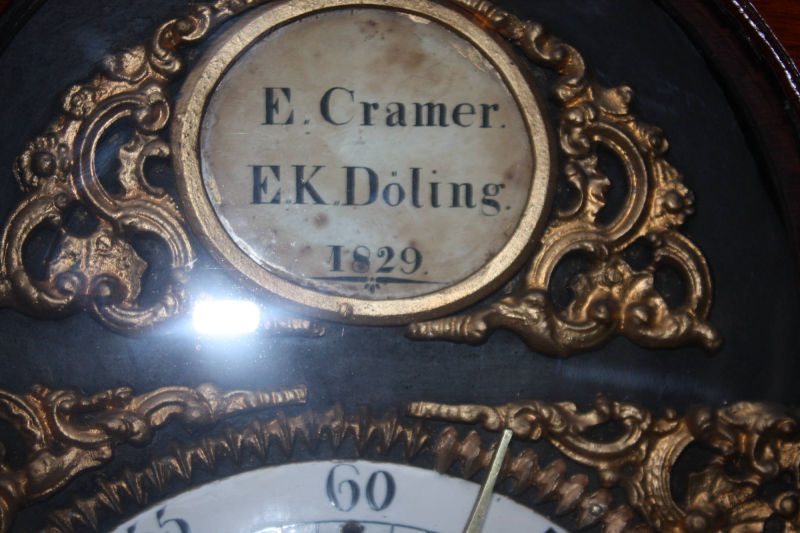 E. Cramer.
E.K. Döling.
1829.
60